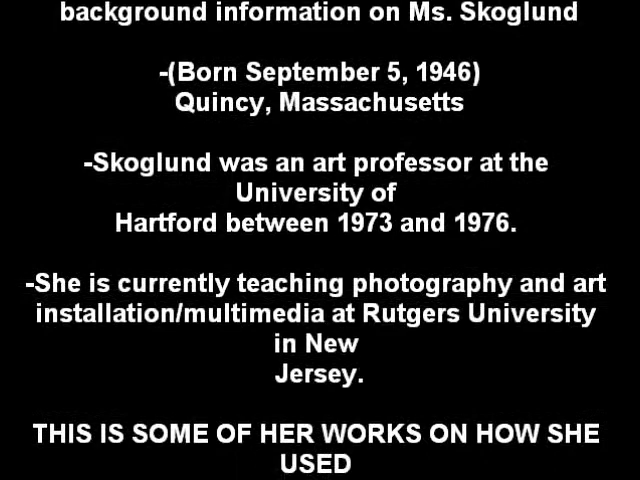 background information on Ms. Skoglund
-(Born September 5, 1946)
Quincy, Massachusetts
-Skoglund was an art professor at the
University of
Hartford between 1973 and 1976.
-She is currently teaching photography and art
installation/multimedia at Rutgers University
in New
Jersey.
THIS IS SOME OF HER WORKS ON HOW SHE
USED